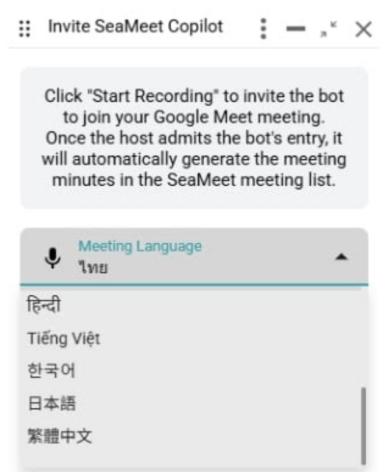 Invite SeaMeet Copilot
Click "Start Recording" to invite the bot
to join your Google Meet meeting.
Once the host admits the bot's entry, it
will automatically generate the meeting
minutes in the SeaMeet meeting list.
Meeting Language
ไทย
हिन्दी
Tiếng Việt
한국어
日本語
繁體中文